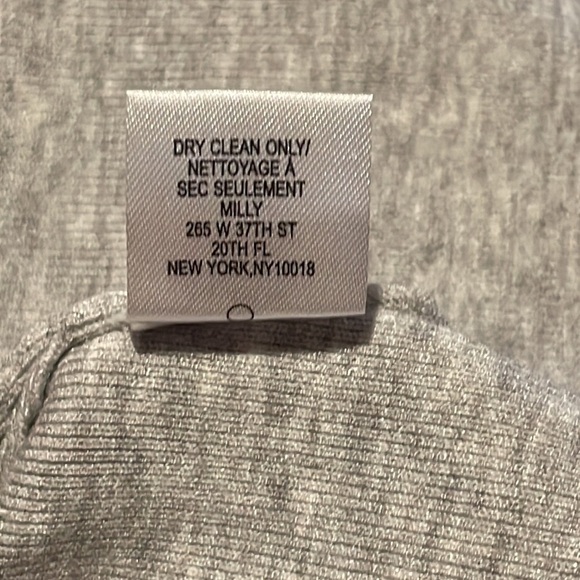 DRY CLEAN ONLY/
NETTOYAGE À
SEC SEULEMENT
MILLY
265 W 37TH ST
20TH FL
NEW YORK,NY10018